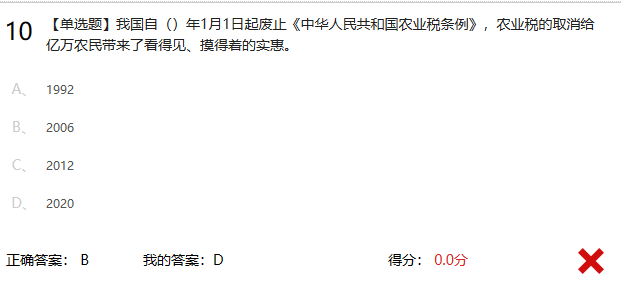 10 【单选题】我国自（）年1月1日起废止《中华人民共和国农业税条例》，农业税的取消给
亿万农民带来了看得见、摸得着的实惠。
A、 1992
B、 2006
C、 2012
D、 2020
正确答案： B 我的答案：D 得分： 0.0分